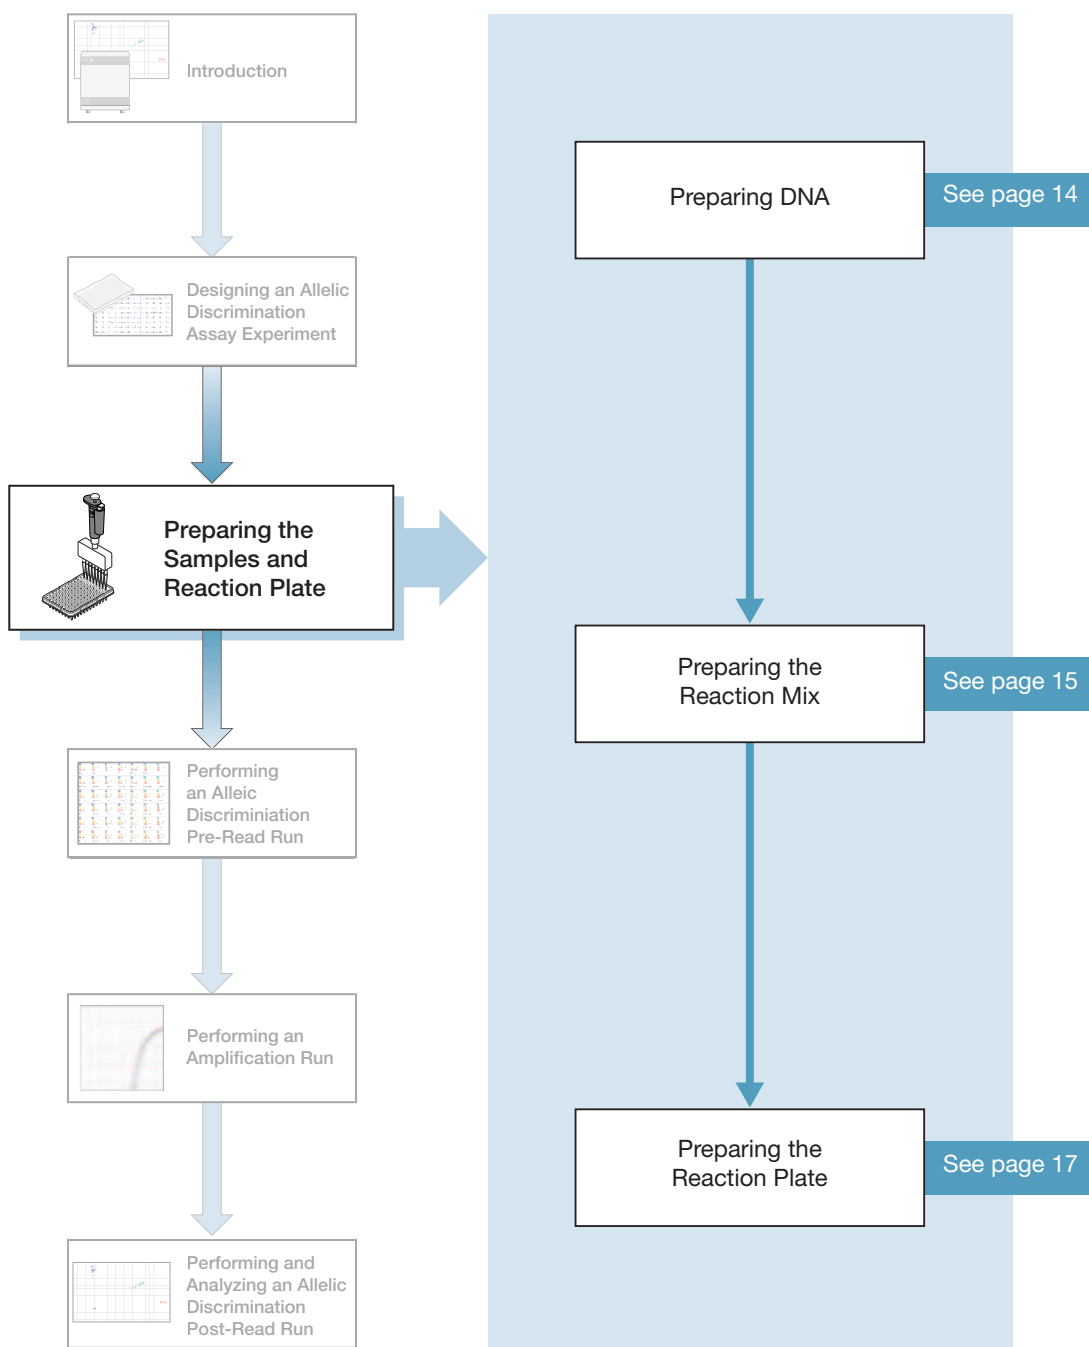 Introduction
Designing an Allelic
Discrimination
Assay Experiment
Preparing the
Samples and
Reaction Plate
Performing
an Alleic
Discriminiation
Pre-Read Run
Performing an
Amplification Run
Performing and
Analyzing an Allelic
Discrimination
Post-Read Run
Preparing DNA
See page 14
Preparing the
Reaction Mix
See page 15
Preparing the
Reaction Plate
See page 17